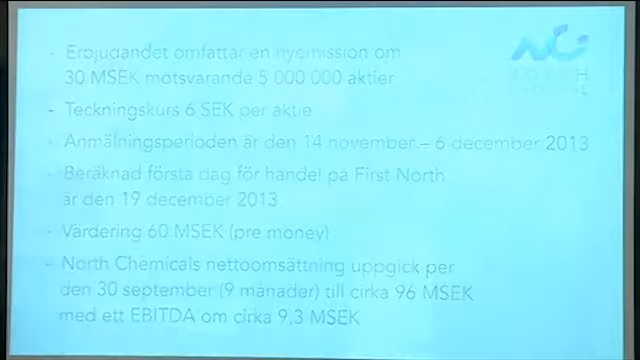 - Erbjudandet omfattar en nyemission om
30 MSEK motsvarande 5 000 000 aktier
- Teckningskurs 6 SEK per aktie
- Anmälningsperioden är den 14 november – 6 december 2013
- Beräknad första dag för handel på First North
är den 19 december 2013
- Värdering 60 MSEK (pre money)
- North Chemicals nettoomsättning uppgick per
den 30 september (9 månader) till cirka 96 MSEK
med ett EBITDA om cirka 9,3 MSEK